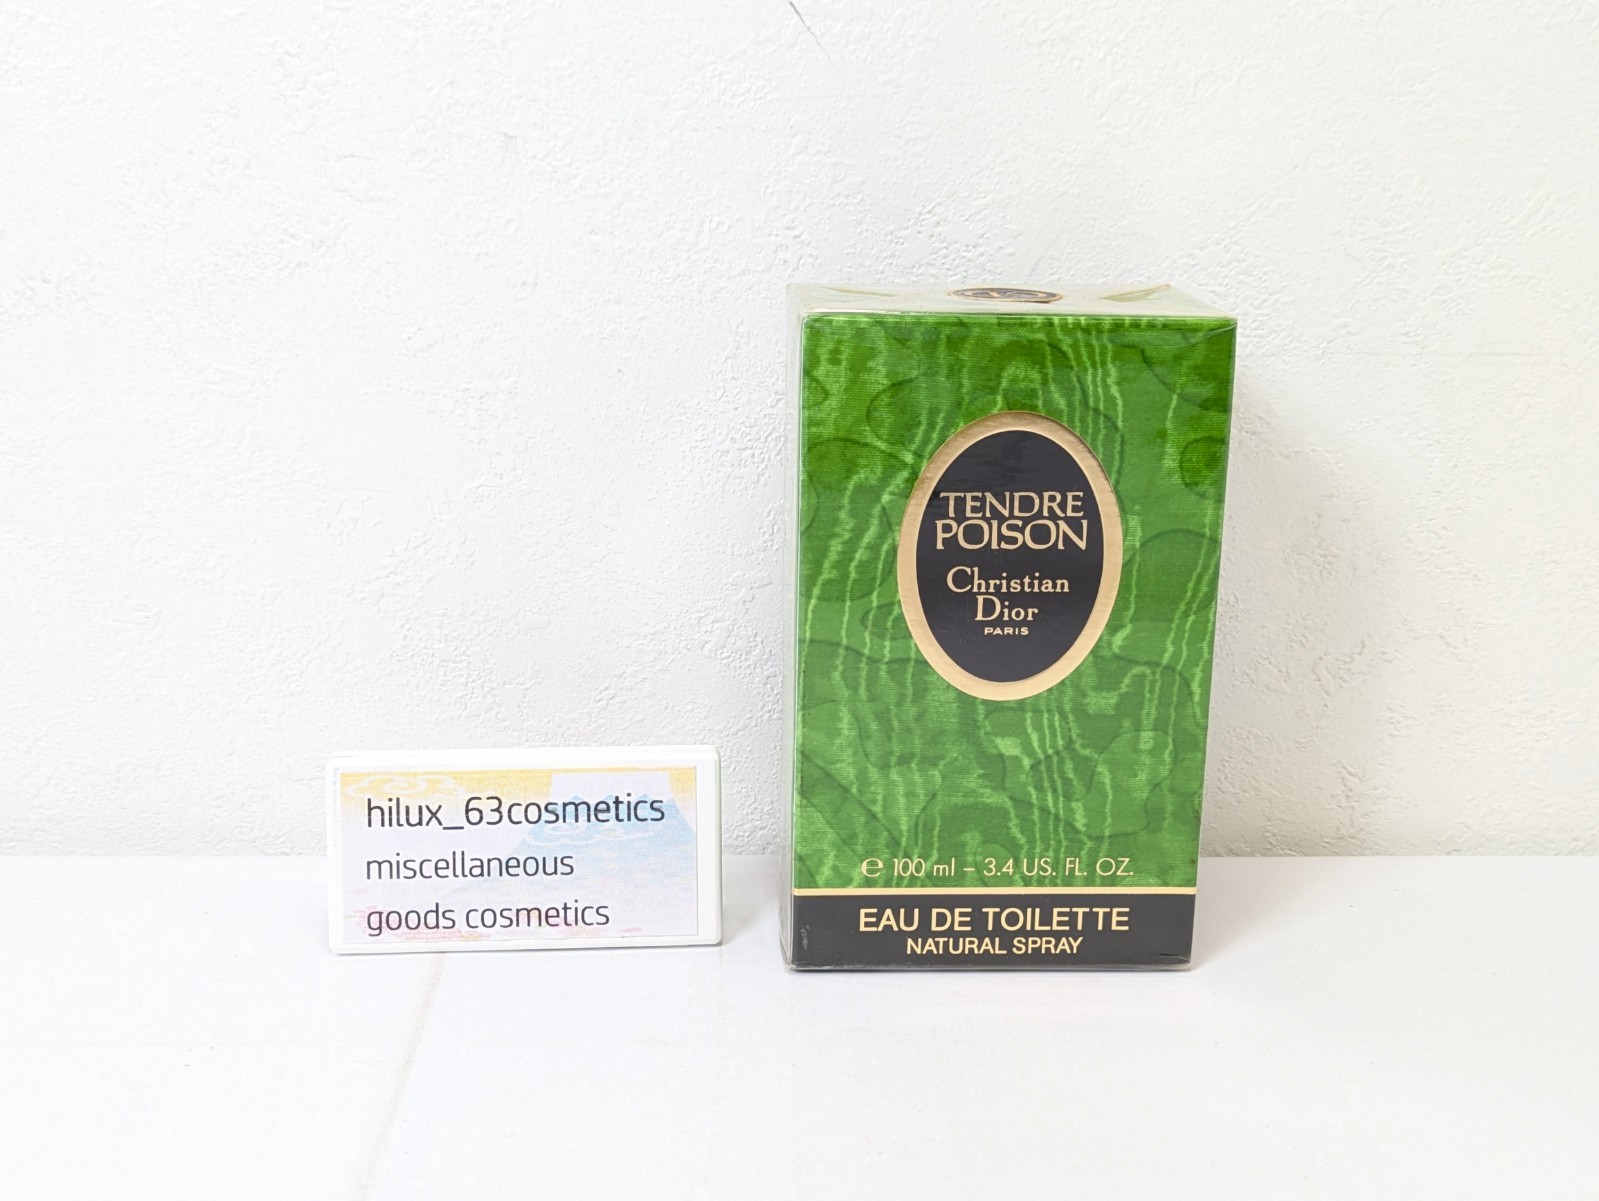 hilux_63cosmetics
miscellaneous
goods cosmetics
TENDRE
POISON
Christian
Dior
PARIS
℮ 100 ml – 3.4 US. FL. OZ.
EAU DE TOILETTE
NATURAL SPRAY